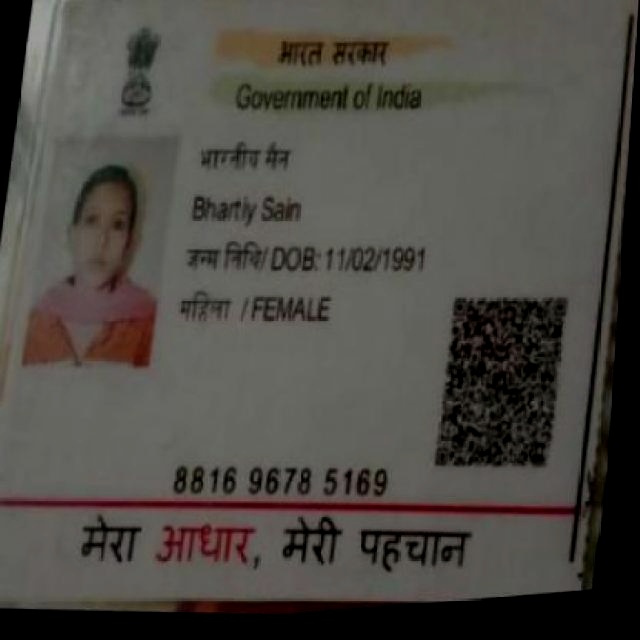 भारत सरकार
Government of India
Bhartiy Sain
जन्म तिथि/ DOB: 11/02/1991
महिला / FEMALE
8816 9678 5169
मेरा आधार, मेरी पहचान